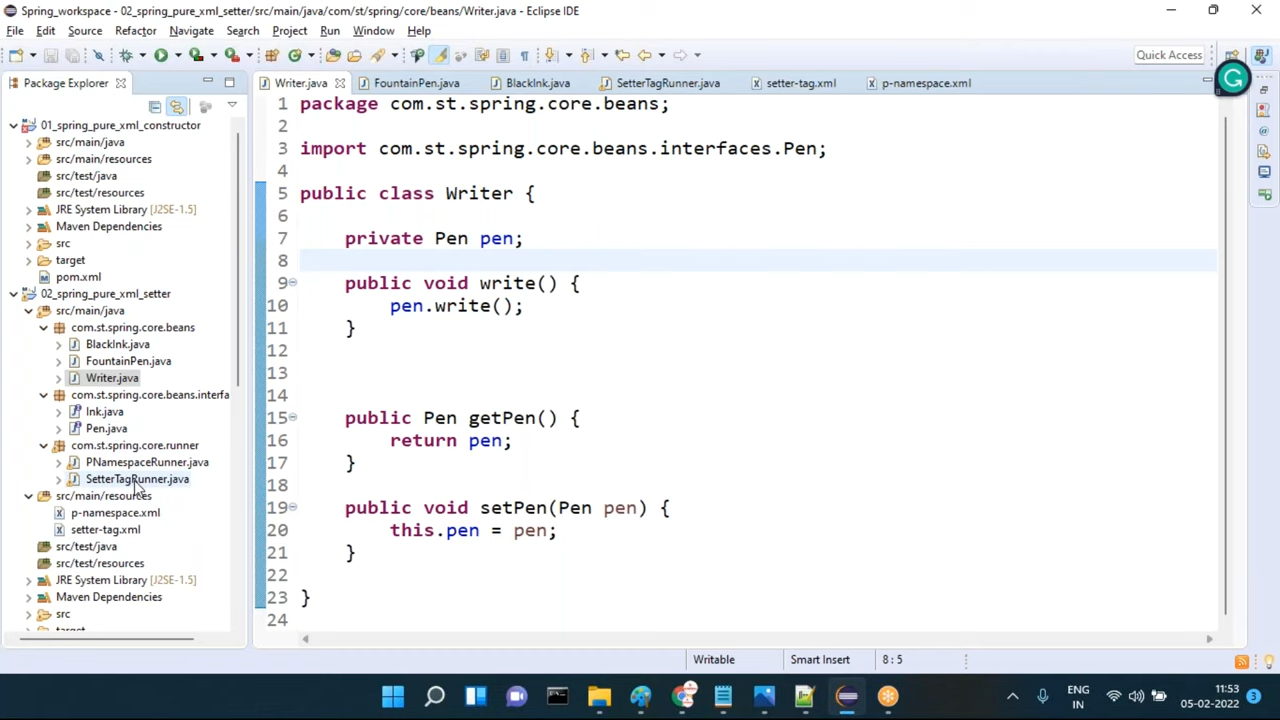 Spring_workspace - 02_spring_pure_xml_setter/src/main/java/com/st/spring/core/beans/Writer.java - Eclipse IDE
File Edit Source Refactor Navigate Search Project Run Window Help
Quick Access
Package Explorer
01_spring_pure_xml_constructor
src/main/java
src/main/resources
src/test/java
src/test/resources
JRE System Library [J2SE-1.5]
Maven Dependencies
src
target
pom.xml
02_spring_pure_xml_setter
src/main/java
com.st.spring.core.beans
BlackInk.java
FountainPen.java
Writer.java
com.st.spring.core.beans.interfa
Ink.java
Pen.java
com.st.spring.core.runner
PNamespaceRunner.java
SetterTagRunner.java
src/main/resources
p-namespace.xml
setter-tag.xml
src/test/java
src/test/resources
JRE System Library [J2SE-1.5]
Maven Dependencies
src
target
Writer.java FountainPen.java BlackInk.java SetterTagRunner.java setter-tag.xml p-namespace.xml
1 package com.st.spring.core.beans;
2
3 import com.st.spring.core.beans.interfaces.Pen;
4
5 public class Writer {
6
7 private Pen pen;
8
9 public void write() {
10 pen.write();
11 }
12
13
14
15 public Pen getPen() {
16 return pen;
17 }
18
19 public void setPen(Pen pen) {
20 this.pen = pen;
21 }
22
23 }
24
Writable Smart Insert 8 : 5
ENG
IN
11:53
05-02-2022
3